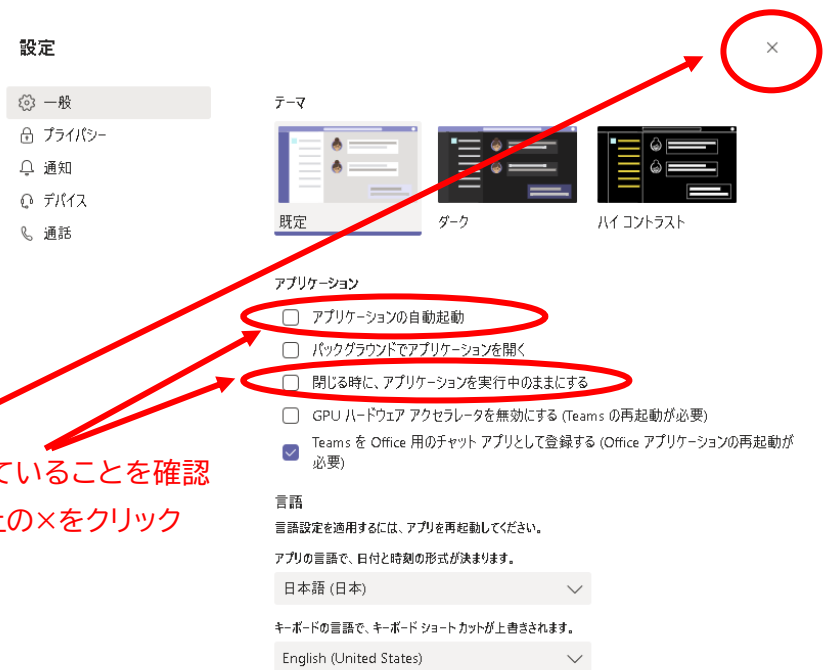 設定
×
一般
プライバシー
通知
デバイス
通話
テーマ
既定
ダーク
ハイ コントラスト
アプリケーション
アプリケーションの自動起動
バックグラウンドでアプリケーションを開く
閉じる時に、アプリケーションを実行中のままにする
GPU ハードウェア アクセラレータを無効にする (Teams の再起動が必要)
Teams を Office 用のチャット アプリとして登録する (Office アプリケーションの再起動が
必要)
ていることを確認
の×をクリック
言語
言語設定を適用するには、アプリを再起動してください。
アプリの言語で、日付と時刻の形式が決まります。
日本語 (日本)
キーボードの言語で、キーボード ショートカットが上書きされます。
English (United States)